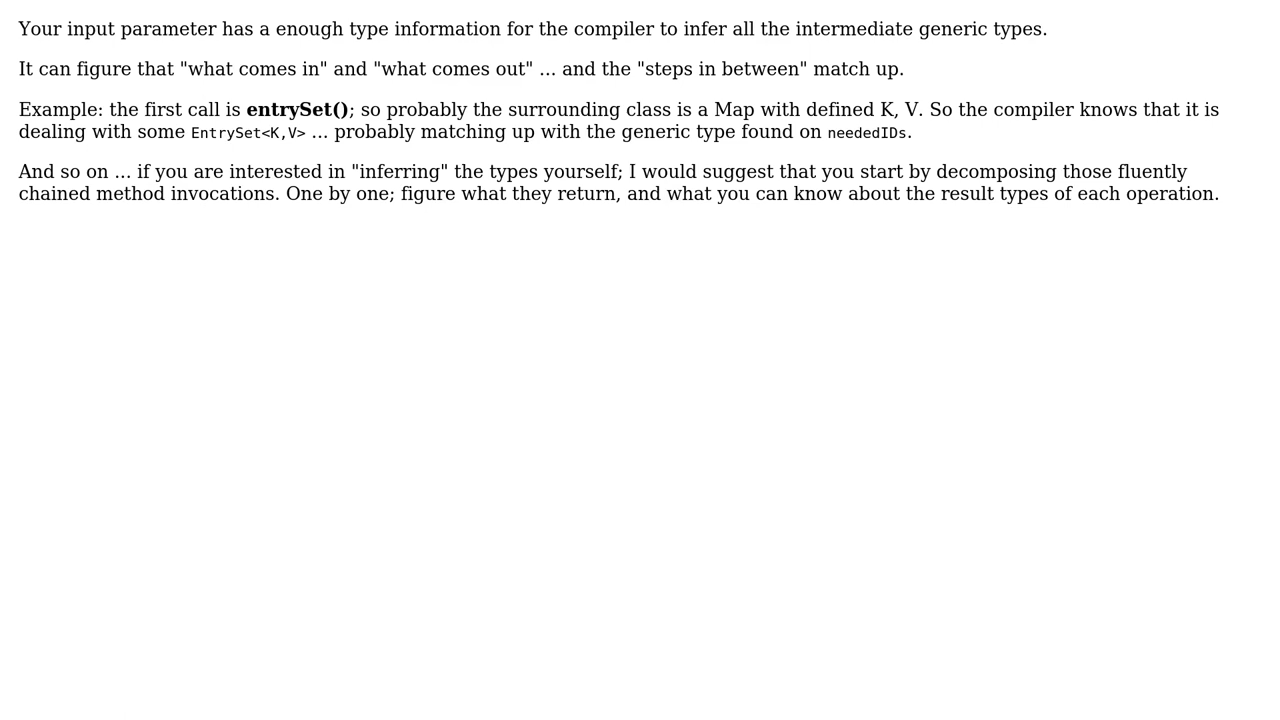 Your input parameter has a enough type information for the compiler to infer all the intermediate generic types.
It can figure that "what comes in" and "what comes out" ... and the "steps in between" match up.
Example: the first call is entrySet(); so probably the surrounding class is a Map with defined K, V. So the compiler knows that it is
dealing with some EntrySet<K,V> ... probably matching up with the generic type found on neededIDs.
And so on ... if you are interested in "inferring" the types yourself; I would suggest that you start by decomposing those fluently
chained method invocations. One by one; figure what they return, and what you can know about the result types of each operation.